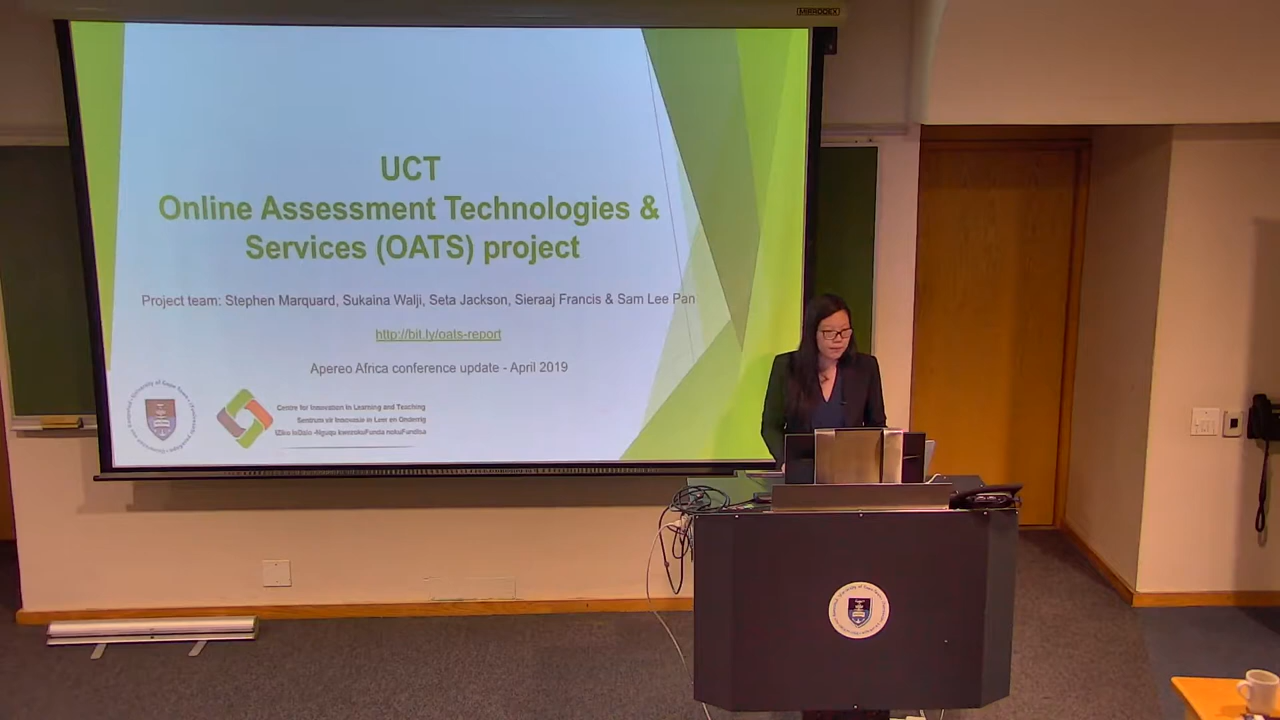 MIRRODEX
UCT
Online Assessment Technologies &
Services (OATS) project
Project team: Stephen Marquard, Sukaina Walji, Seta Jackson, Sieraaj Francis & Sam Lee Pan
http://bit.ly/oats-report
Apereo Africa conference update - April 2019
Centre for Innovation in Learning and Teaching
Sentrum vir Innovasie in Leer en Onderrig